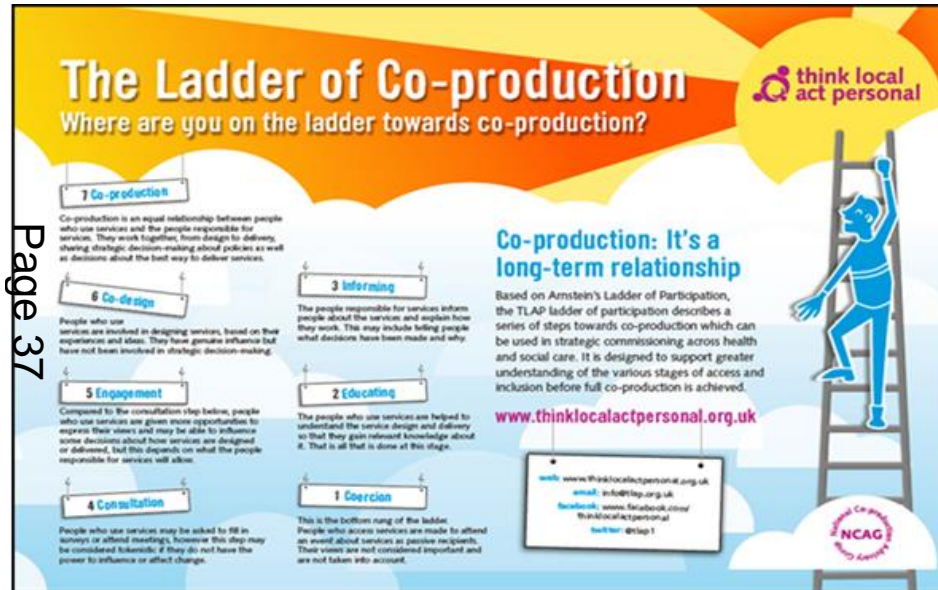 The Ladder of Co-production
Where are you on the ladder towards co-production?
think local
act personal
Page 37
7 Co-production
Co-production is an equal relationship between people
who use services and the people responsible for
services. They work together, from design to delivery,
sharing strategic decision-making about policies as well
as decisions about the best way to deliver services.
6 Co-design
People who use
services are involved in designing services, based on their
experiences and ideas. They have genuine influence but
have not been involved in strategic decision-making.
5 Engagement
Compared to the consultation step below, people
who use services are given more opportunities to
express their views and may be able to influence
some decisions about how services are designed
or delivered, but this depends on what the people
responsible for services will allow.
4 Consultation
People who use services may be asked to fill in
surveys or attend meetings, however this step may
be considered tokenistic if they do not have the
power to influence or affect change.
3 Informing
The people responsible for services inform
people about the services and explain how
they work. This may include telling people
what decisions have been made and why.
2 Educating
The people who use services are helped to
understand the service design and delivery
so that they gain relevant knowledge about
it. That is all that is done at this stage.
1 Coercion
This is the bottom rung of the ladder.
People who access services are made to attend
an event about services as passive recipients.
Their views are not considered important and
are not taken into account.
Co-production: It's a
long-term relationship
Based on Arnstein's Ladder of Participation,
the TLAP ladder of participation describes a
series of steps towards co-production which can
be used in strategic commissioning across health
and social care. It is designed to support greater
understanding of the various stages of access and
inclusion before full co-production is achieved.
www.thinklocalactpersonal.org.uk
web: www.thinklocalactpersonal.org.uk
email: info@tlap.org.uk
facebook: www.facebook.com/
thinklocalactpersonal
twitter: @tlap1
National Co-production Advisory Group
NCAG